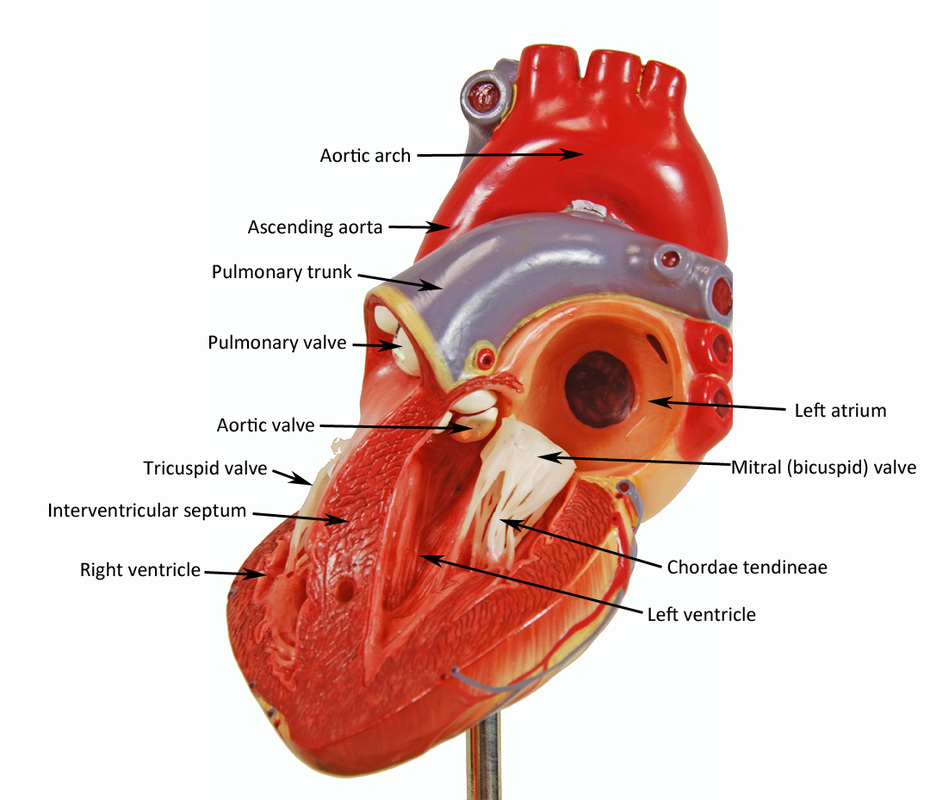 Aortic arch
Ascending aorta
Pulmonary trunk
Pulmonary valve
Aortic valve
Left atrium
Tricuspid valve
Mitral (bicuspid) valve
Interventricular septum
Right ventricle
Chordae tendineae
Left ventricle